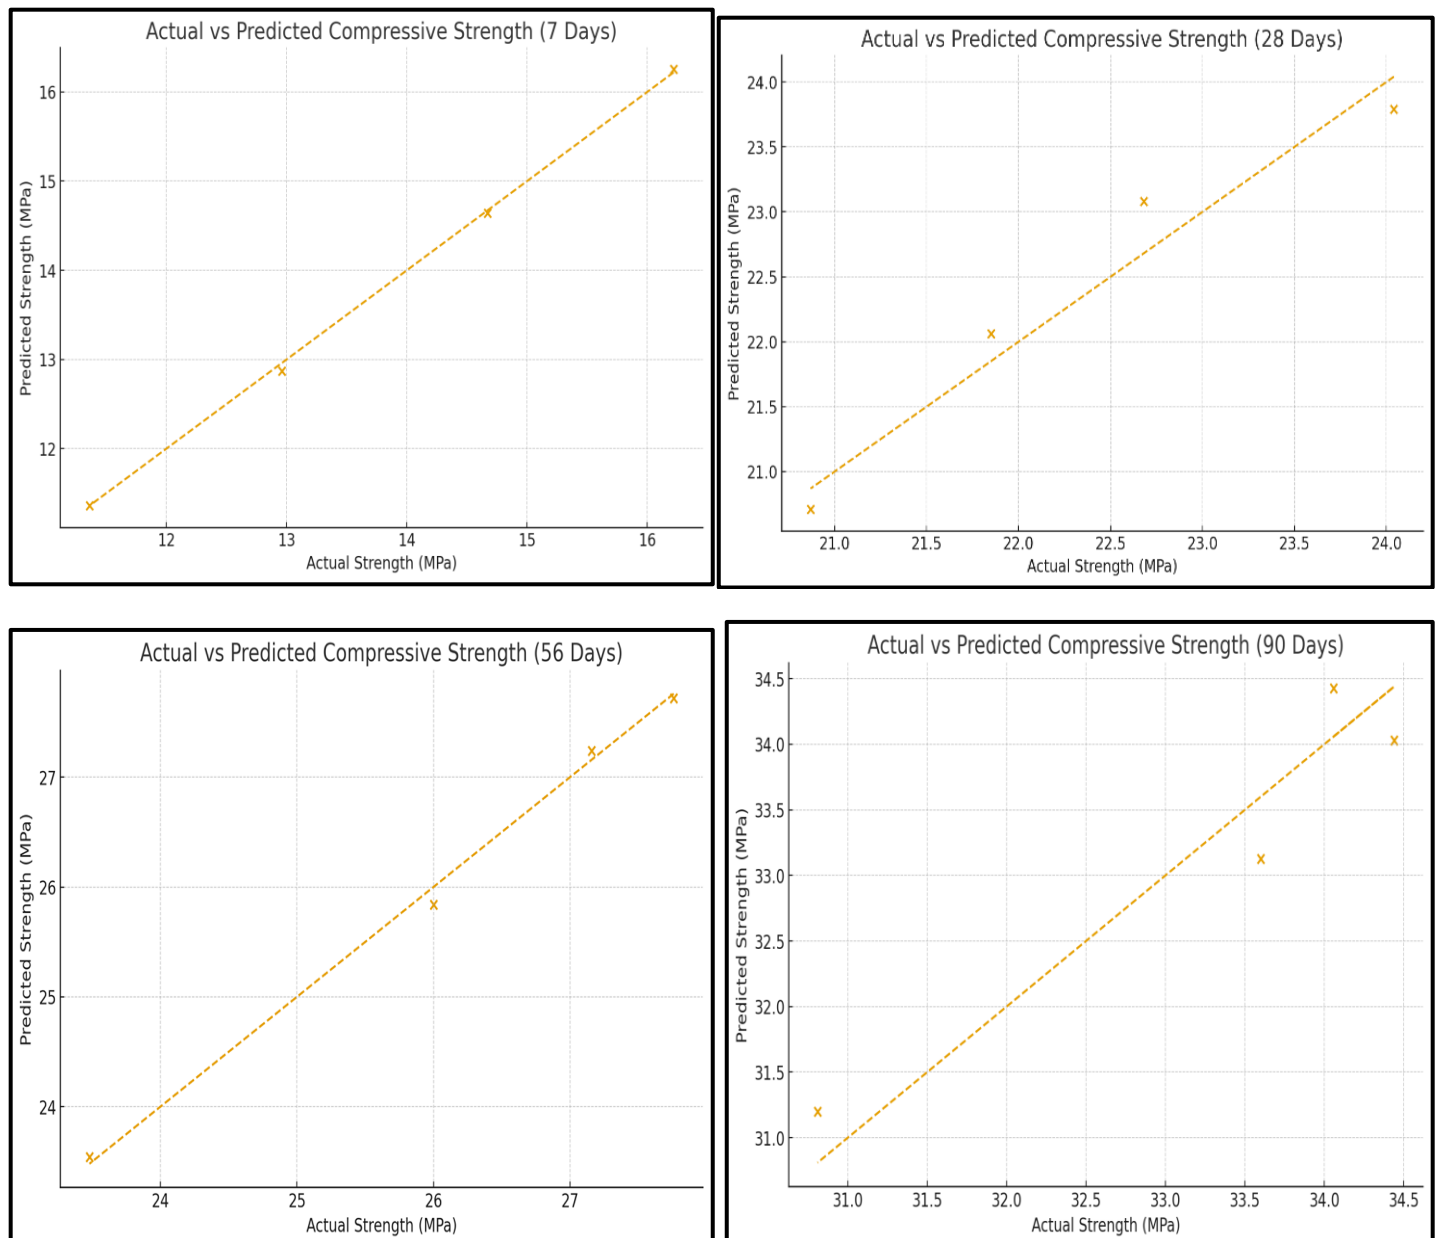 Actual vs Predicted Compressive Strength (7 Days)
16
15
14
13
12
Predicted Strength (MPa)
12 13 14 15 16
Actual Strength (MPa)
Actual vs Predicted Compressive Strength (28 Days)
24.0
23.5
23.0
22.5
22.0
21.5
21.0
Predicted Strength (MPa)
21.0 21.5 22.0 22.5 23.0 23.5 24.0
Actual Strength (MPa)
Actual vs Predicted Compressive Strength (56 Days)
27
26
25
24
Predicted Strength (MPa)
24 25 26 27
Actual Strength (MPa)
Actual vs Predicted Compressive Strength (90 Days)
34.5
34.0
33.5
33.0
32.5
32.0
31.5
31.0
Predicted Strength (MPa)
31.0 31.5 32.0 32.5 33.0 33.5 34.0 34.5
Actual Strength (MPa)